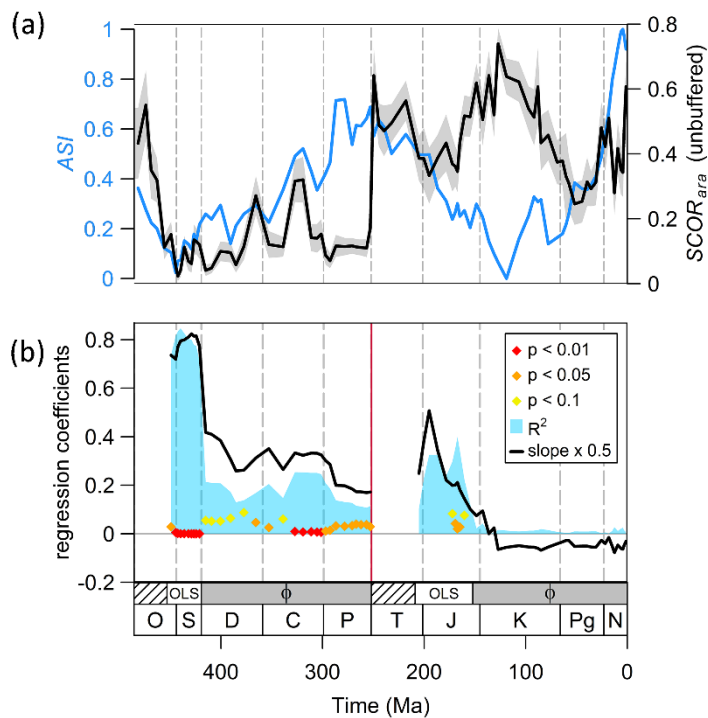 (a)
1
0.8
0.6
0.4
0.2
0
ASI
0.8
0.6
0.4
0.2
0
SCOR_ara (unbuffered)
(b)
0.8
0.6
0.4
0.2
0
-0.2
regression coefficients
p < 0.01
p < 0.05
p < 0.1
R²
slope x 0.5
OLS ϕ OLS ϕ
O S D C P T J K Pg N
400 300 200 100 0
Time (Ma)